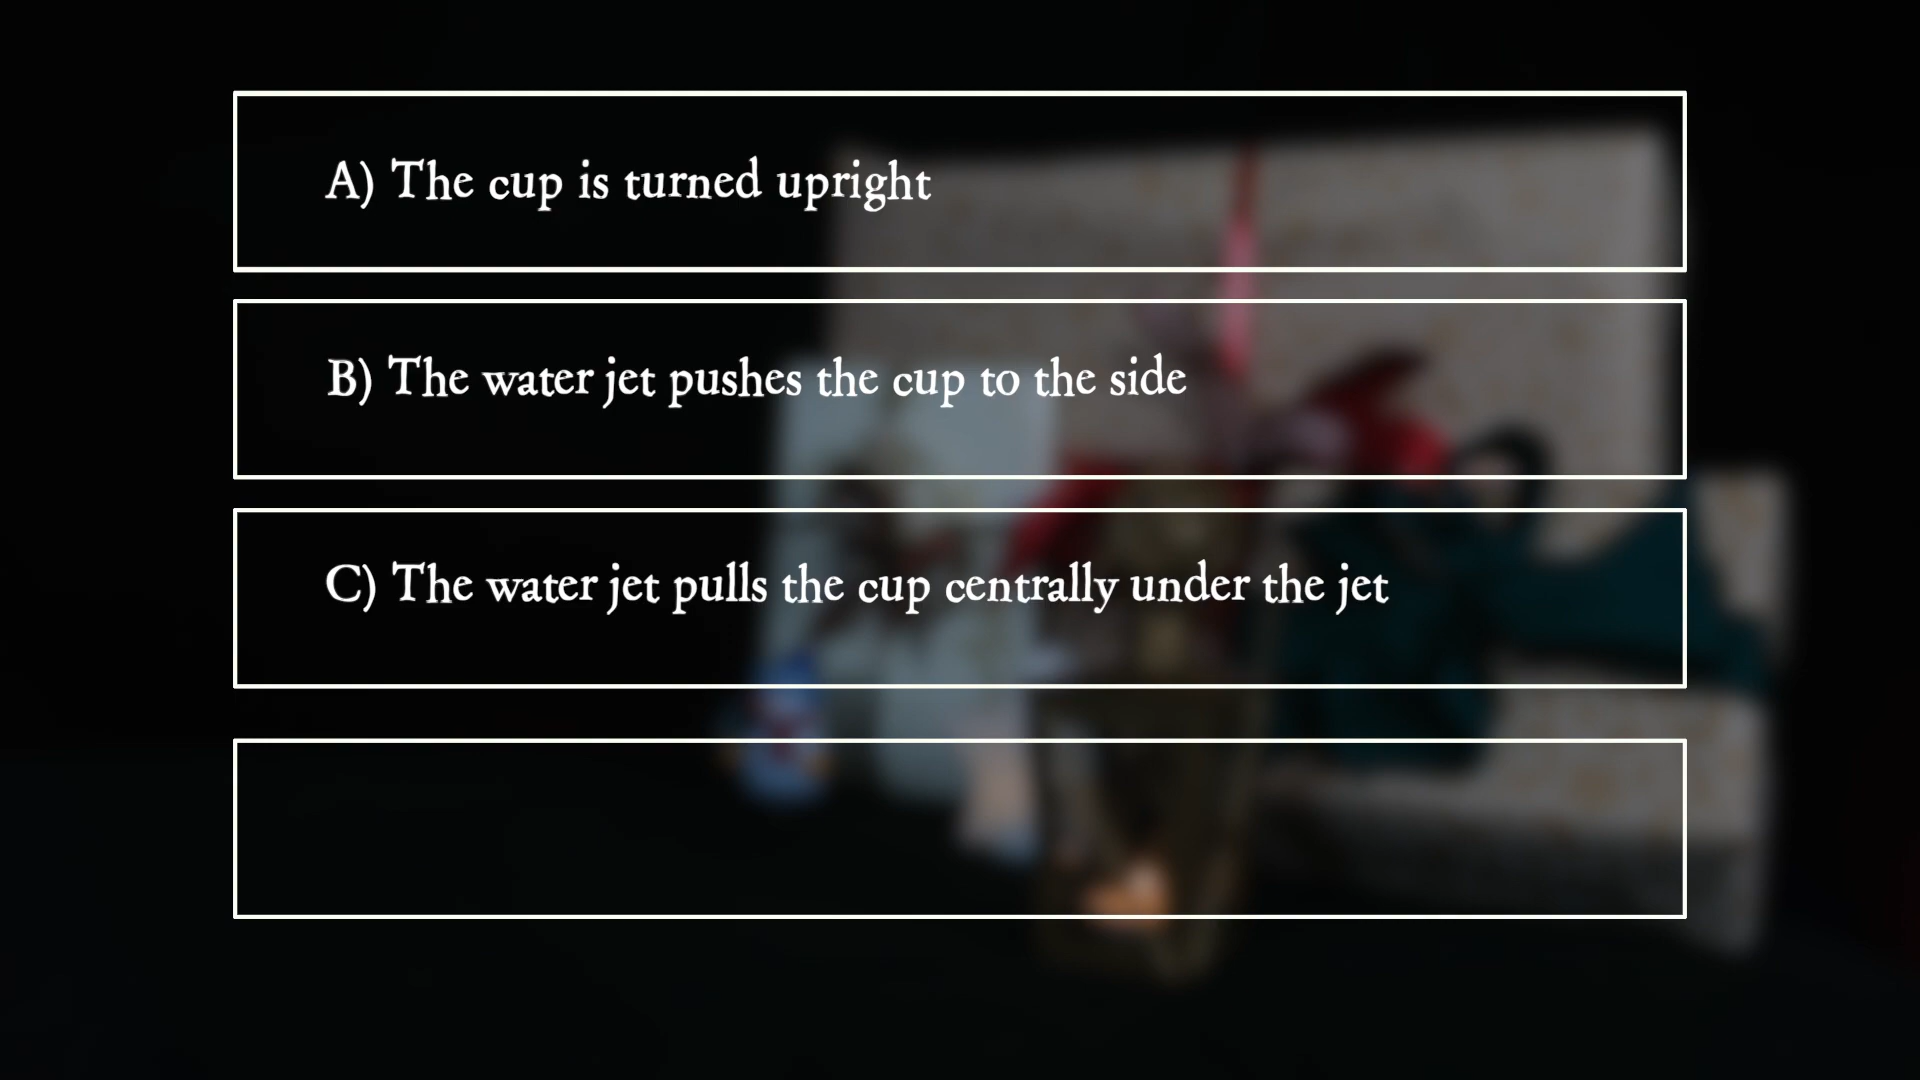 A) The cup is turned upright
B) The water jet pushes the cup to the side
C) The water jet pulls the cup centrally under the jet